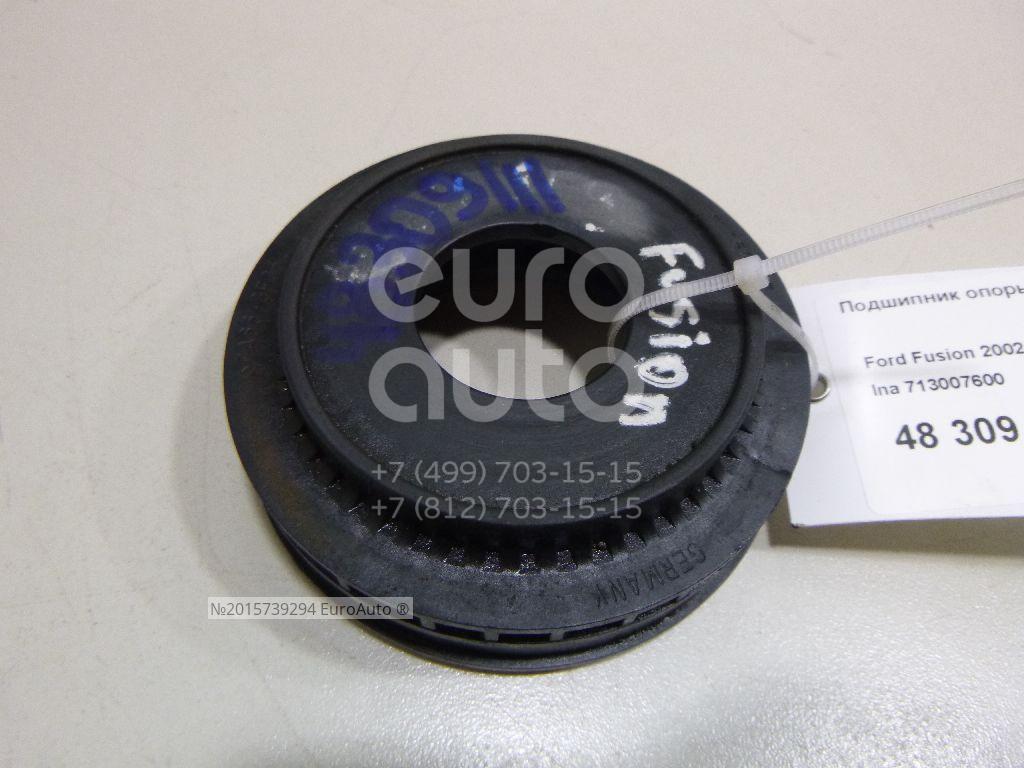 48309111
Fusion
euro
auto
+7 (499) 703-15-15
+7 (812) 703-15-15
GERMANY
№2015739294 EuroAuto ®
Подшипник опоры
Ford Fusion 2002
Ina 713007600
48 309